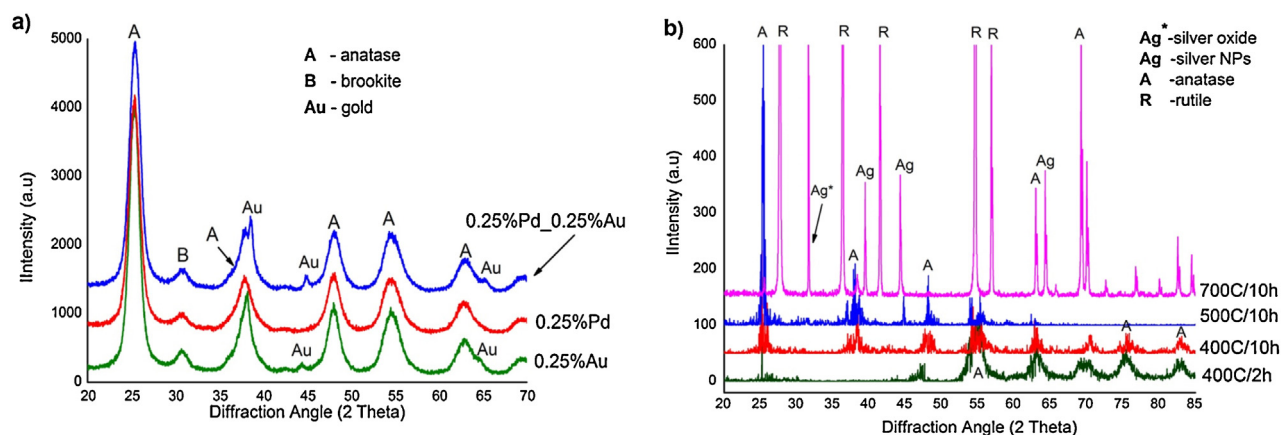 a)
A - anatase
B - brookite
Au - gold
IIntensity (a.u)
5000
4000
3000
2000
1000
0
A
B
A
Au
Au
A
A
A
Au
0.25%Pd_0.25%Au
0.25%Pd
Au
Au
0.25%Au
20 25 30 35 40 45 50 55 60 65 70
Diffraction Angle (2 Theta)
b)
Ag*-silver oxide
Ag -silver NPs
A -anatase
R -rutile
IIntensity (a.u)
600
500
400
300
200
100
0
A R R R R R A
Ag*
Ag
Ag
A
Ag
A
A
700C/10h
500C/10h
A
A
400C/10h
A
400C/2h
20 25 30 35 40 45 50 55 60 65 70 75 80 85
Diffraction Angle (2 Theta)